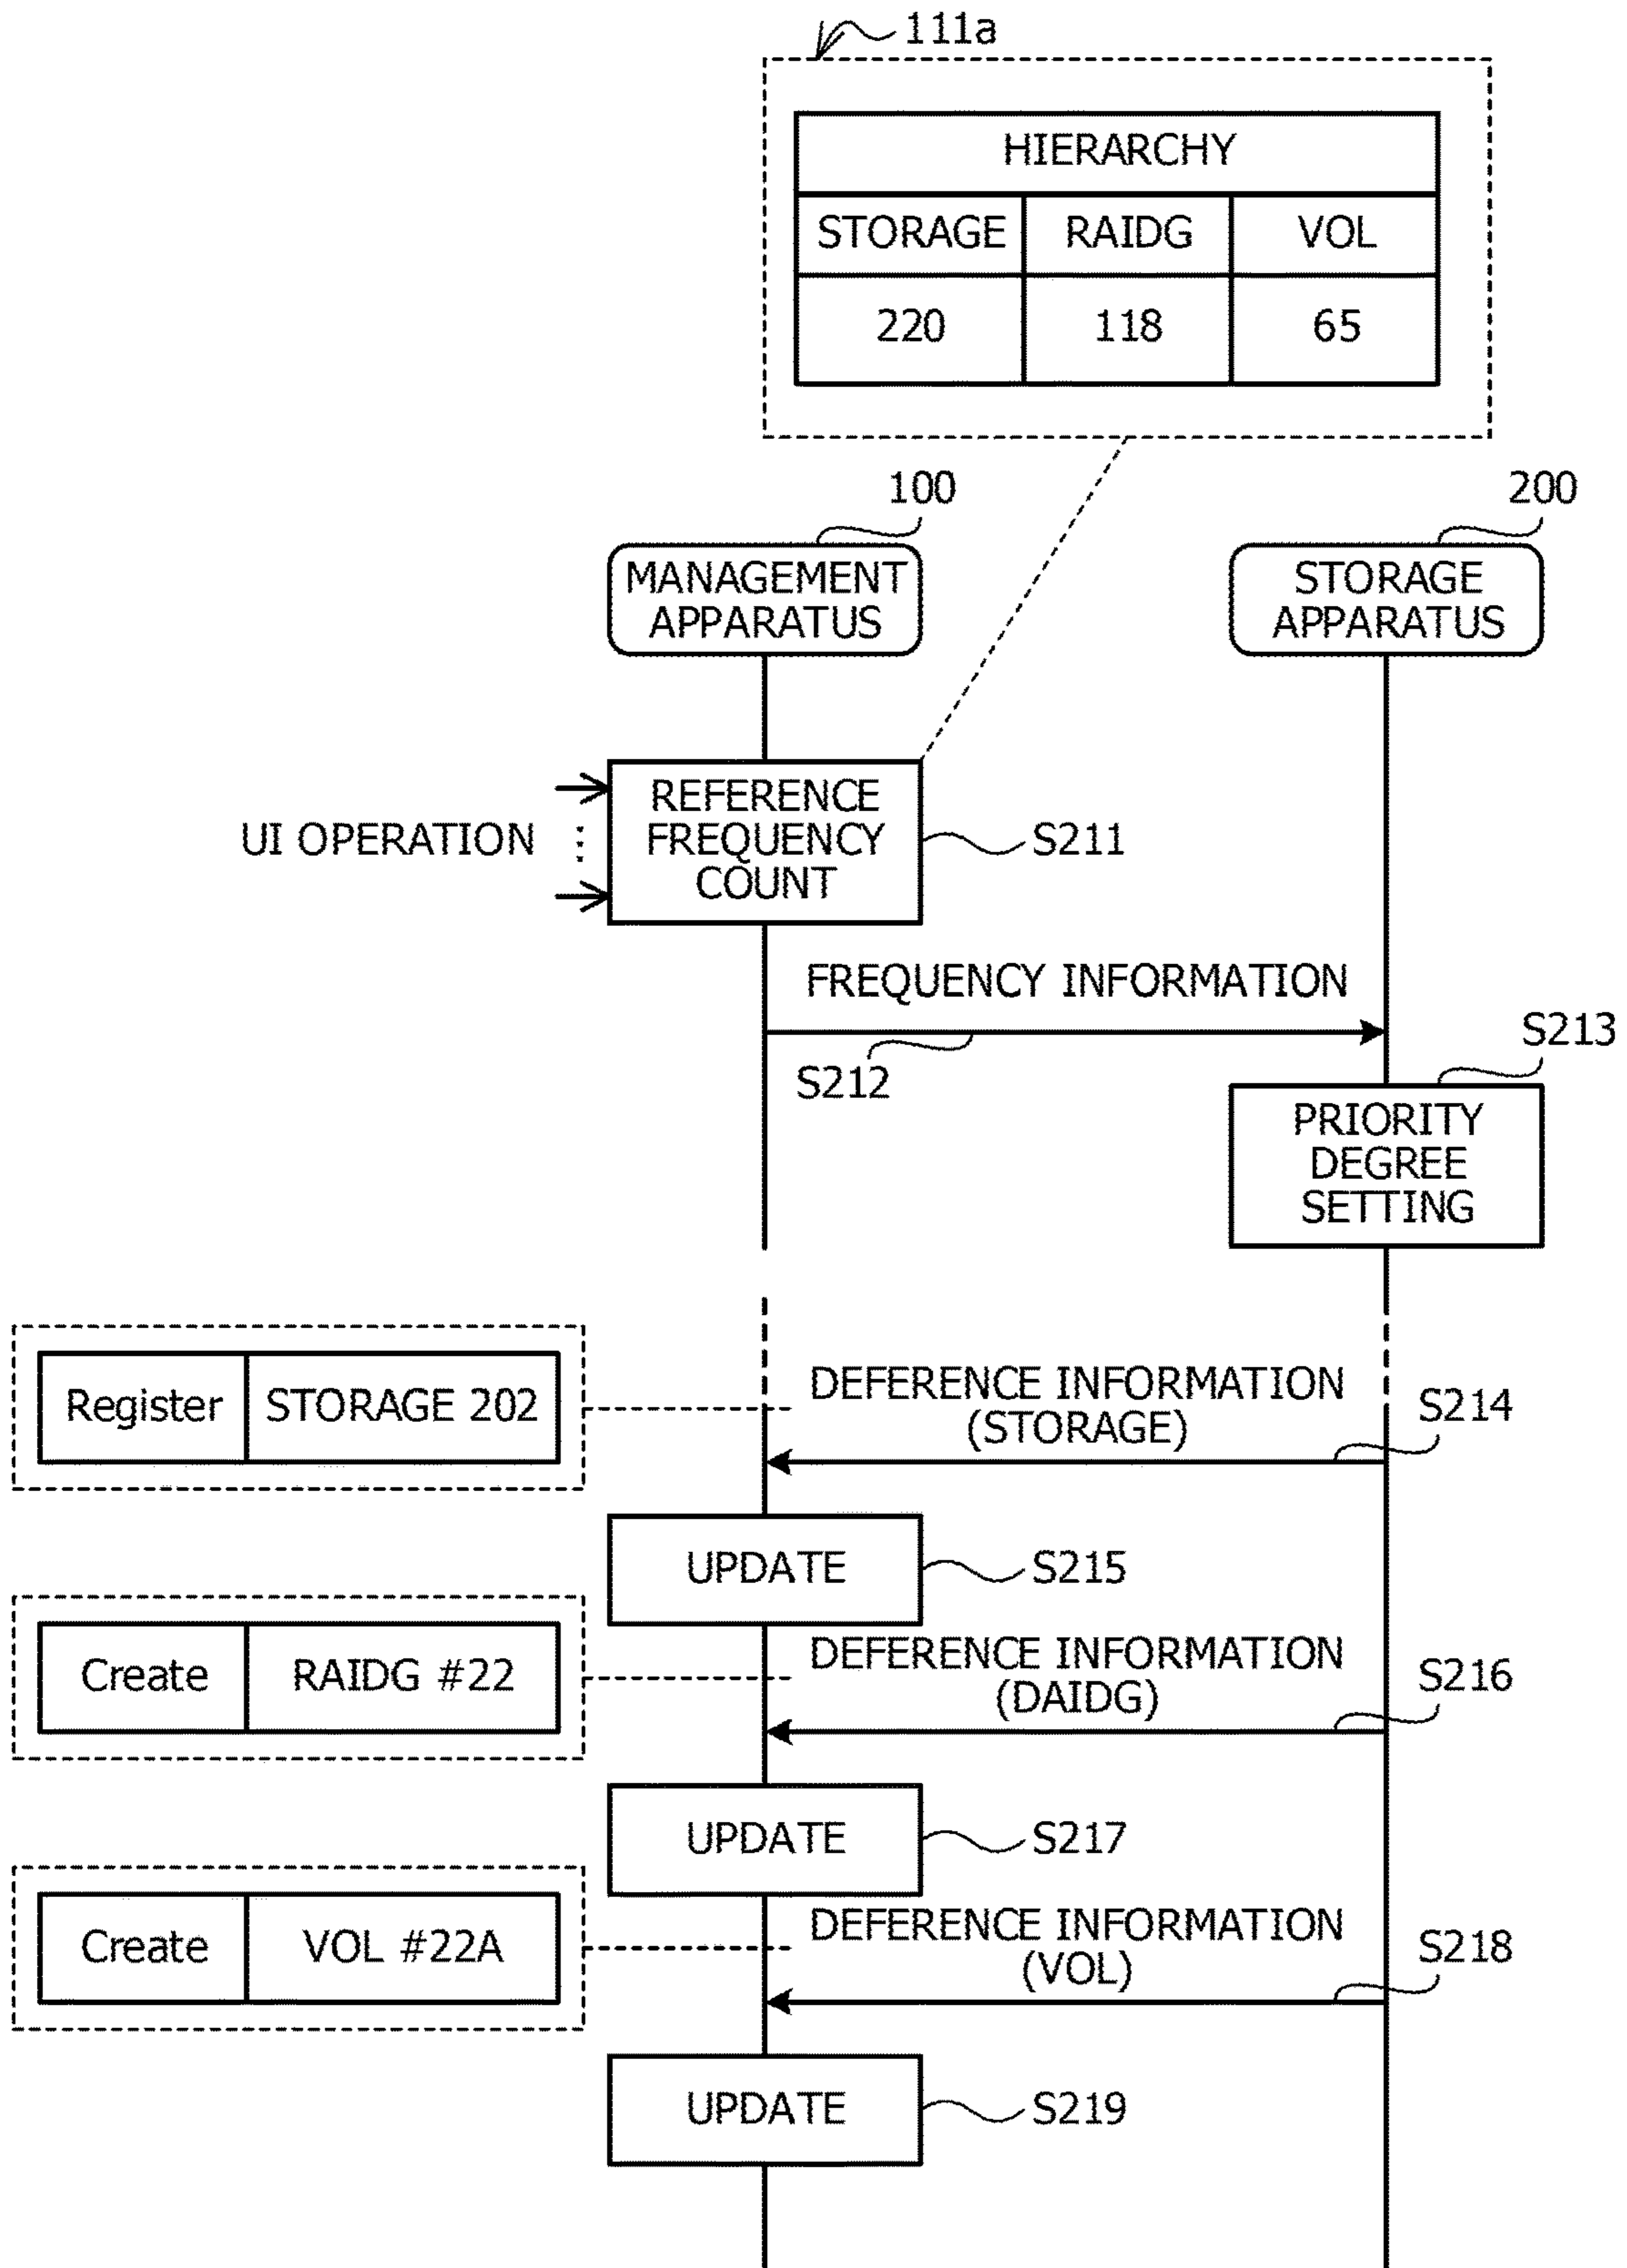 111a
HIERARCHY
STORAGE RAIDG VOL
220 118 65
100
200
MANAGEMENT
APPARATUS
STORAGE
APPARATUS
UI OPERATION
REFERENCE
FREQUENCY
COUNT
S211
FREQUENCY INFORMATION
S212
S213
PRIORITY
DEGREE
SETTING
Register STORAGE 202
DEFERENCE INFORMATION
(STORAGE)
S214
UPDATE
S215
Create RAIDG #22
DEFERENCE INFORMATION
(DAIDG)
S216
UPDATE
S217
Create VOL #22A
DEFERENCE INFORMATION
(VOL)
S218
UPDATE
S219